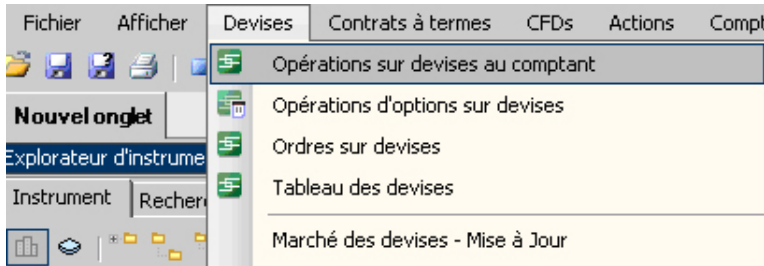 Fichier Afficher Devises Contrats à termes CFDs Actions
Opérations sur devises au comptant
Nouvel onglet
Opérations d'options sur devises
Ordres sur devises
Explorateur d'instrume
Instrument Recher
Tableau des devises
Marché des devises - Mise à Jour